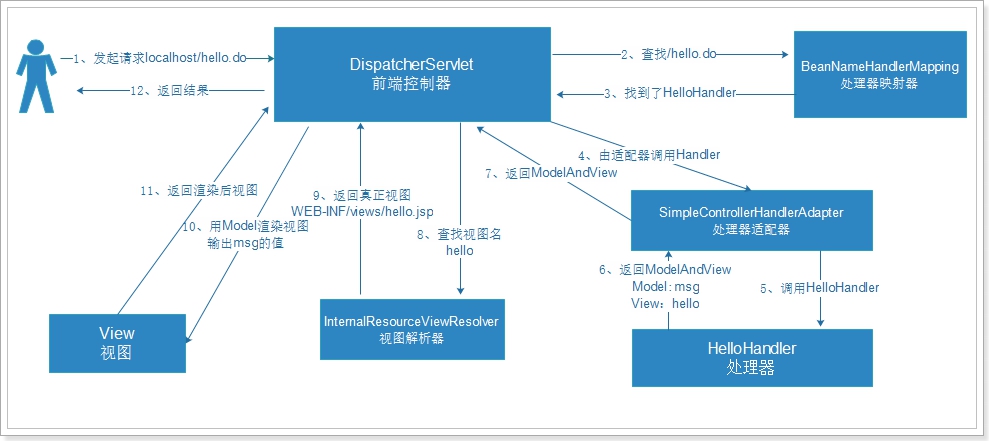 1、发起请求localhost/hello.do
12、返回结果
DispatcherServlet
前端控制器
2、查找/hello.do
3、找到了HelloHandler
BeanNameHandlerMapping
处理器映射器
4、由适配器调用Handler
7、返回ModelAndView
SimpleControllerHandlerAdapter
处理器适配器
5、调用HelloHandler
6、返回ModelAndView
Model:msg
View：hello
HelloHandler
处理器
8、查找视图名
hello
9、返回真正视图
WEB-INF/views/hello.jsp
InternalResourceViewResolver
视图解析器
10、用Model渲染视图
输出msg的值
11、返回渲染后视图
View
视图